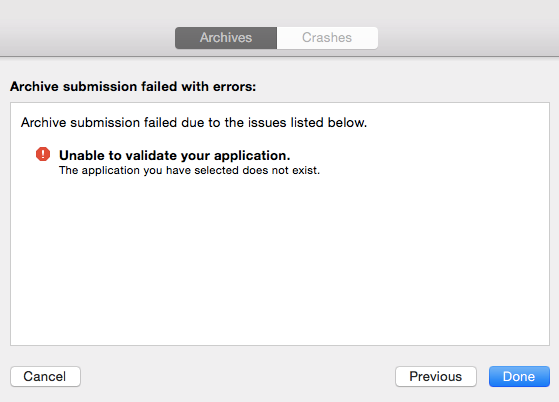 Archives Crashes
Archive submission failed with errors:
Archive submission failed due to the issues listed below.
Unable to validate your application.
The application you have selected does not exist.
Cancel Previous Done